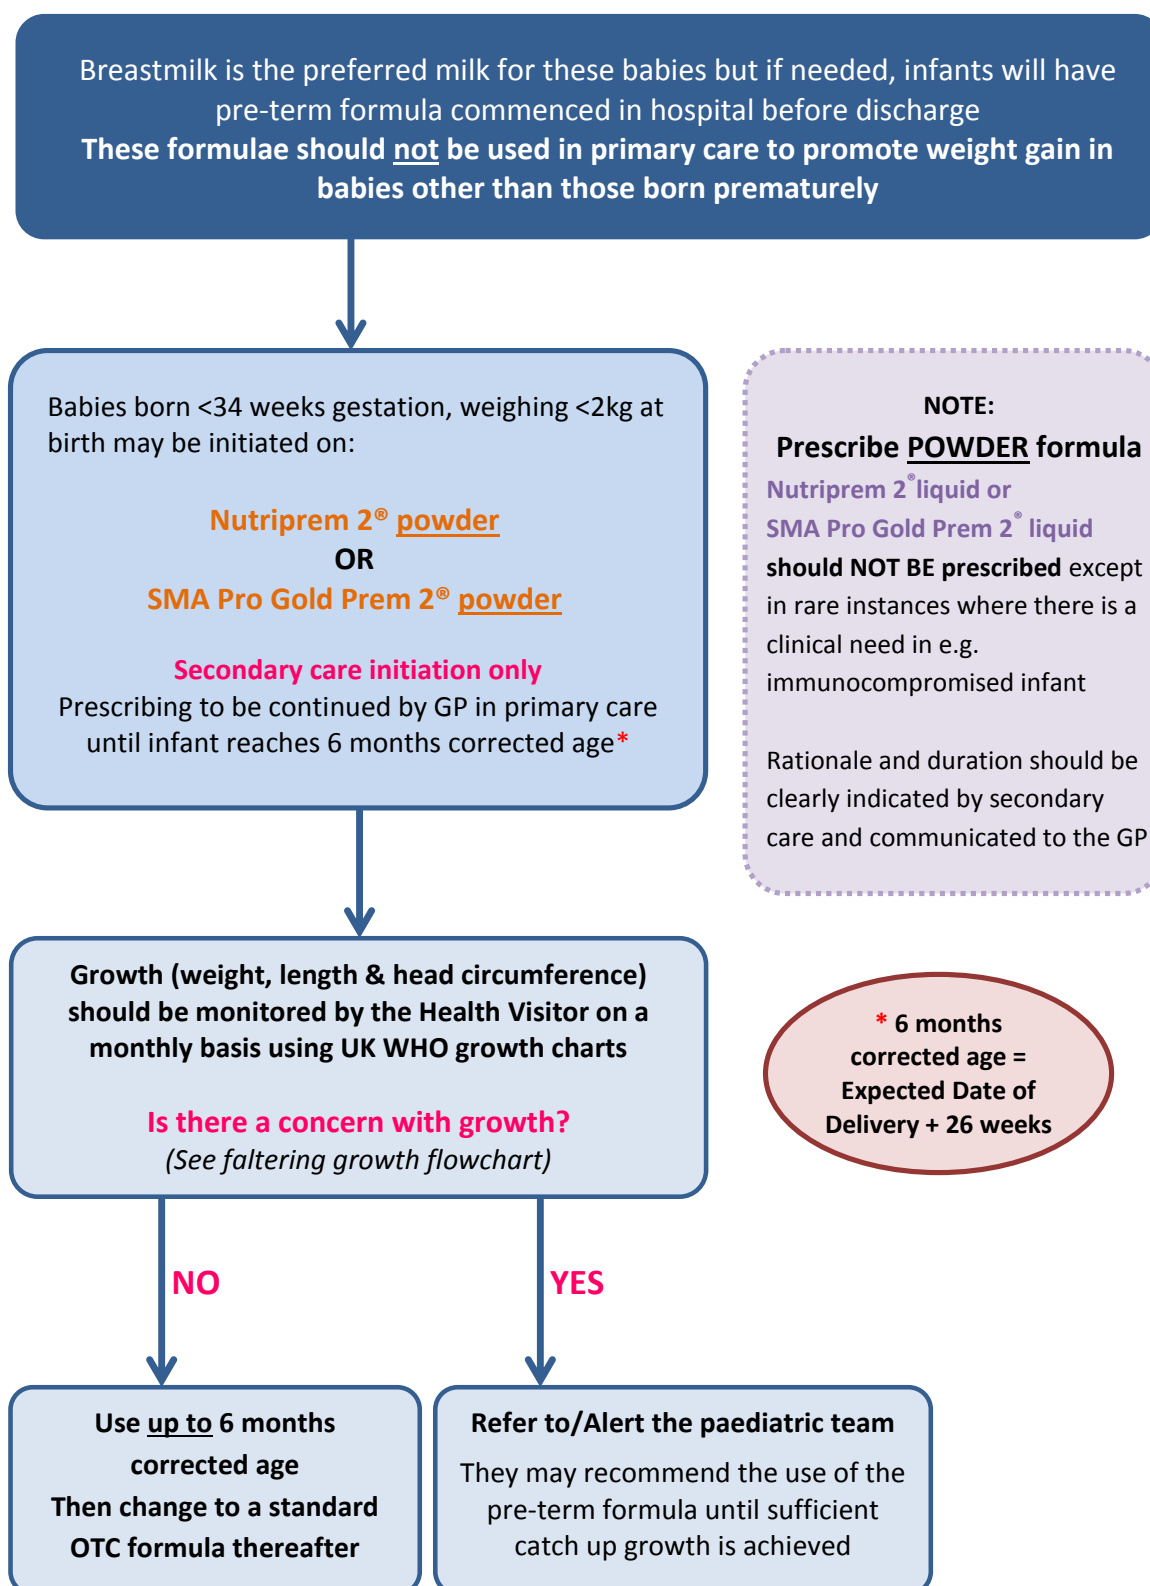 Breastmilk is the preferred milk for these babies but if needed, infants will have
pre-term formula commenced in hospital before discharge
These formulae should not be used in primary care to promote weight gain in
babies other than those born prematurely
Babies born <34 weeks gestation, weighing <2kg at
birth may be initiated on:
Nutriprem 2® powder
OR
SMA Pro Gold Prem 2® powder
Secondary care initiation only
Prescribing to be continued by GP in primary care
until infant reaches 6 months corrected age*
NOTE:
Prescribe POWDER formula
Nutriprem 2®liquid or
SMA Pro Gold Prem 2® liquid
should NOT BE prescribed except
in rare instances where there is a
clinical need in e.g.
immunocompromised infant
Rationale and duration should be
clearly indicated by secondary
care and communicated to the GP
Growth (weight, length & head circumference)
should be monitored by the Health Visitor on a
monthly basis using UK WHO growth charts
Is there a concern with growth?
(See faltering growth flowchart)
* 6 months
corrected age =
Expected Date of
Delivery + 26 weeks
NO
YES
Use up to 6 months
corrected age
Then change to a standard
OTC formula thereafter
Refer to/Alert the paediatric team
They may recommend the use of the
pre-term formula until sufficient
catch up growth is achieved